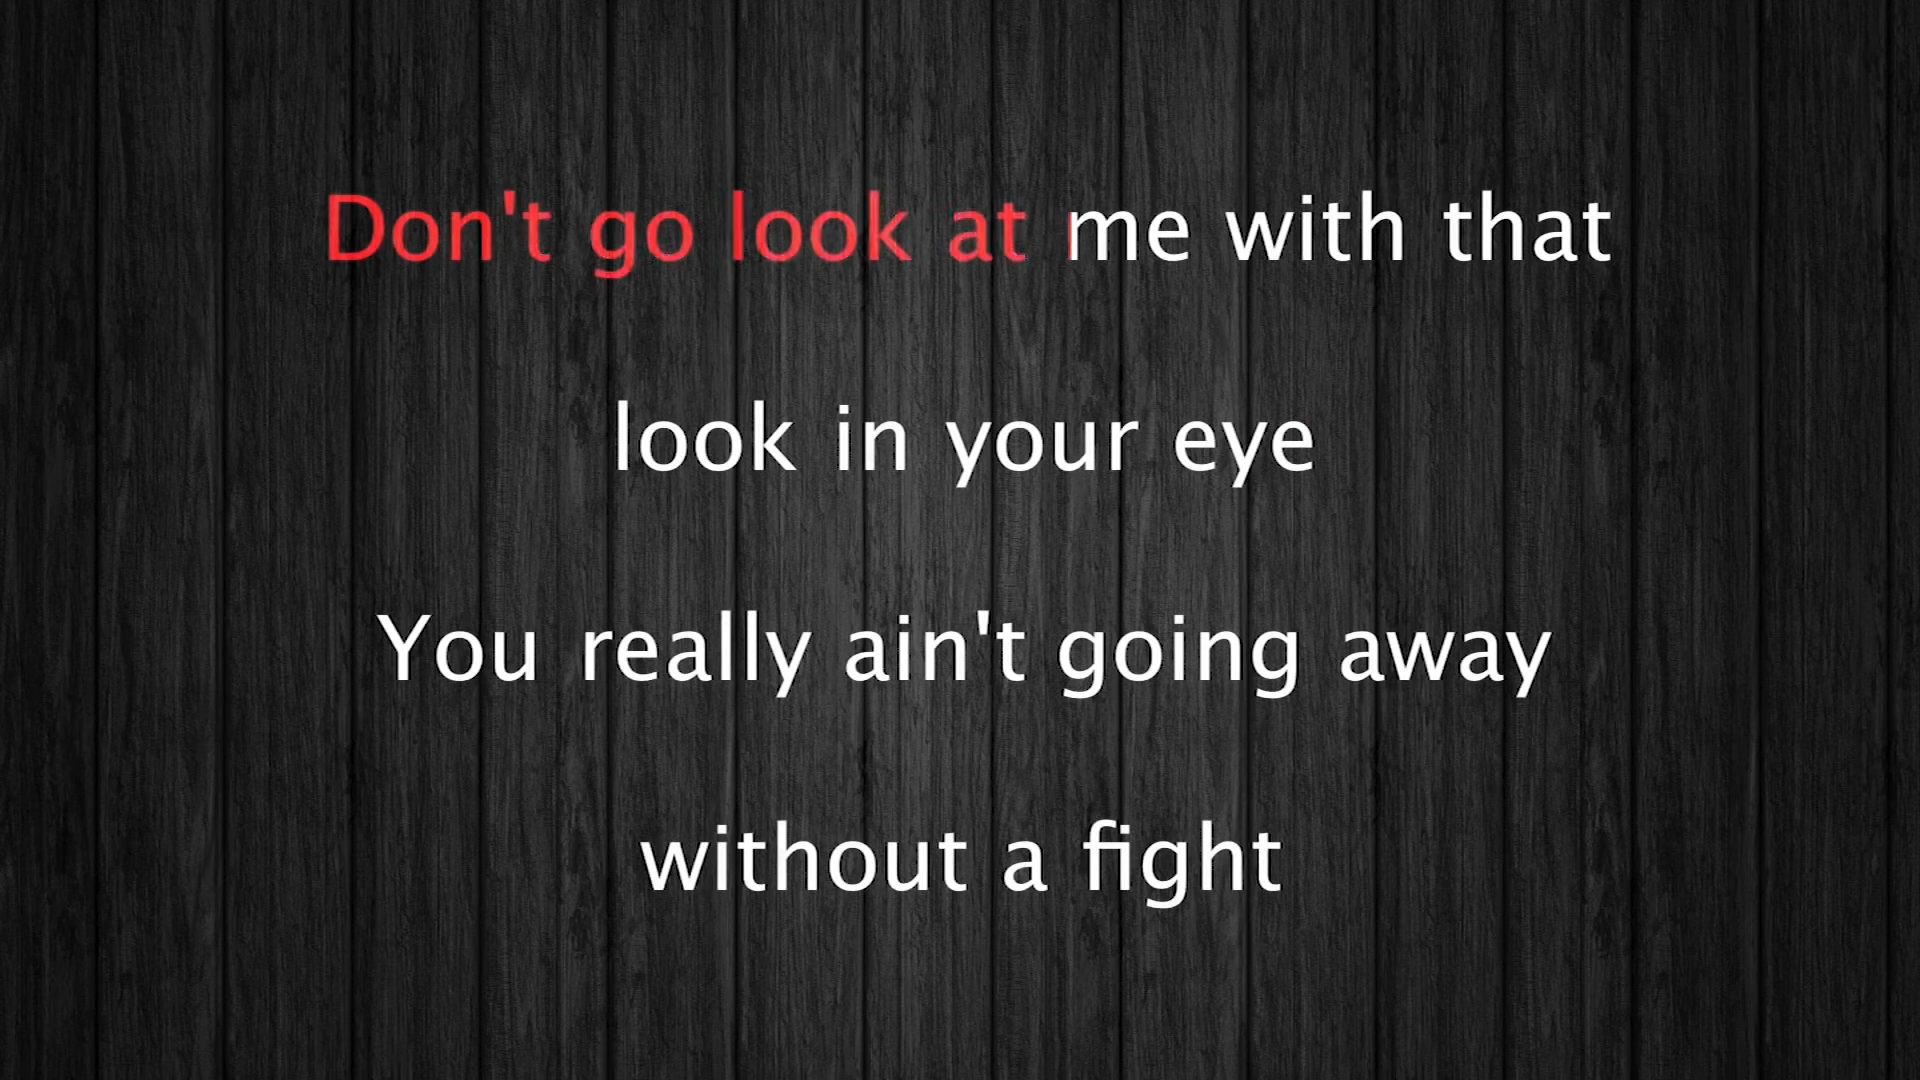 Don't go look at me with that
look in your eye
You really ain't going away
without a fight